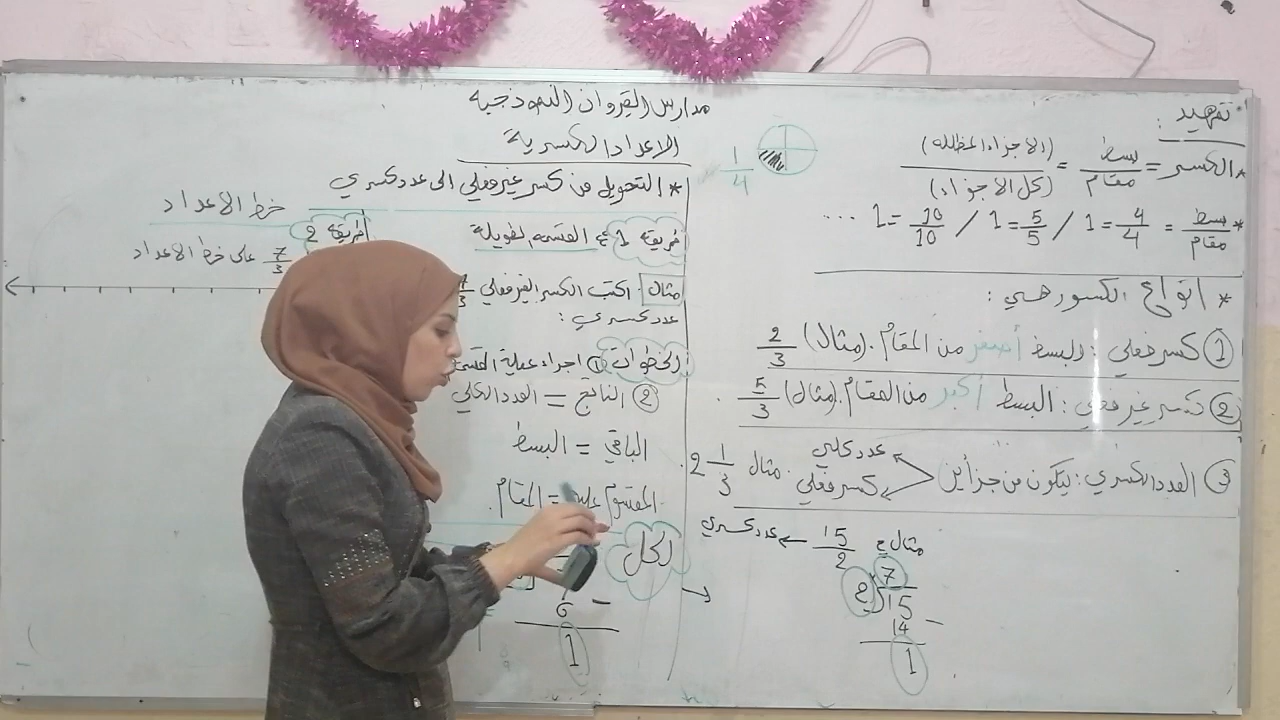 مدارس القيروان النموذجية
الاعداد الكسرية
* تمهيد :
* الكسر = بسط/مقام = (الاجزاء المظلله)/(كل الاجزاء)
1/4
* بسط/مقام = 4/4 = 1 / 5/5 = 1 / 10/10 = 1 ...
* انواع الكسور هي :
① كسر فعلي : البسط أصغر من المقام . (مثال) 2/3
② كسر غير فعلي : البسط أكبر من المقام . (مثال) 5/3
③ العدد الكسري : يتكون من جزأين
عدد كلي
كسر فعلي
مثال 2 1/3
مثال 15/2 ← عدد كسري
7
2 15
14 -
1
* التحويل من كسر غير فعلي الى عدد كسري
طريقة 1 القسمه الطويلة
مثال : اكتب الكسر الغير فعلي 7/3
عدد كسري :
الخطوات ① اجراء عملية
② الناتج = العدد الكلي
الباقي = البسط
المقسوم عليه = المقام .
الحل
6 -
1
خط الاعداد
طريقة 2
7/3 على خط الاعداد